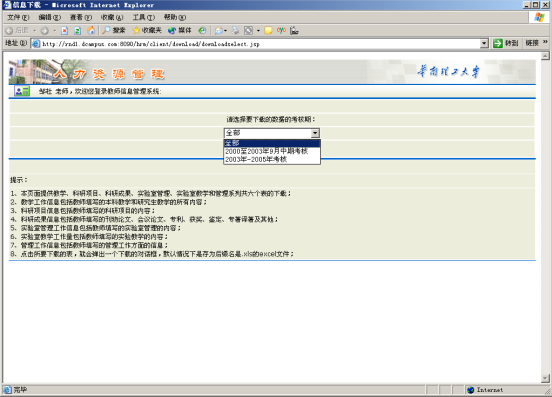 信息下载 - Microsoft Internet Explorer
文件(F) 编辑(E) 查看(V) 收藏(A) 工具(T) 帮助(H)
后退 搜索 收藏夹 媒体
地址(D) http://rnd1.dcampus.com:8090/hrm/client/download/downloadselect.jsp 转到 链接 »
人力资源管理 华南理工大学
邹社 老师，欢迎您登录教师信息管理系统:
请选择要下载的数据的考核期：
全部
全部
2000至2003年9月中期考核
2003年-2005年考核
提示：
1、本页面提供教学、科研项目、科研成果、实验室管理、实验室教学和管理系列共六个表的下载；
2、教学工作信息包括教师填写的本科教学和研究生教学的所有内容；
3、科研项目信息包括教师填写的科研项目的内容；
4、科研成果信息包括教师填写的刊物论文、会议论文、专利、获奖、鉴定、专著译著及其他；
5、实验室管理工作信息包括教师填写的实验室管理的内容；
6、实验室教学工作量包括教师填写的实验教学的内容；
7、管理工作信息包括教师填写的管理工作方面的信息；
8、点击所要下载的表，就会弹出一个下载的对话框，默认情况下是存为后缀名是.xls的excel文件；
完毕 Internet